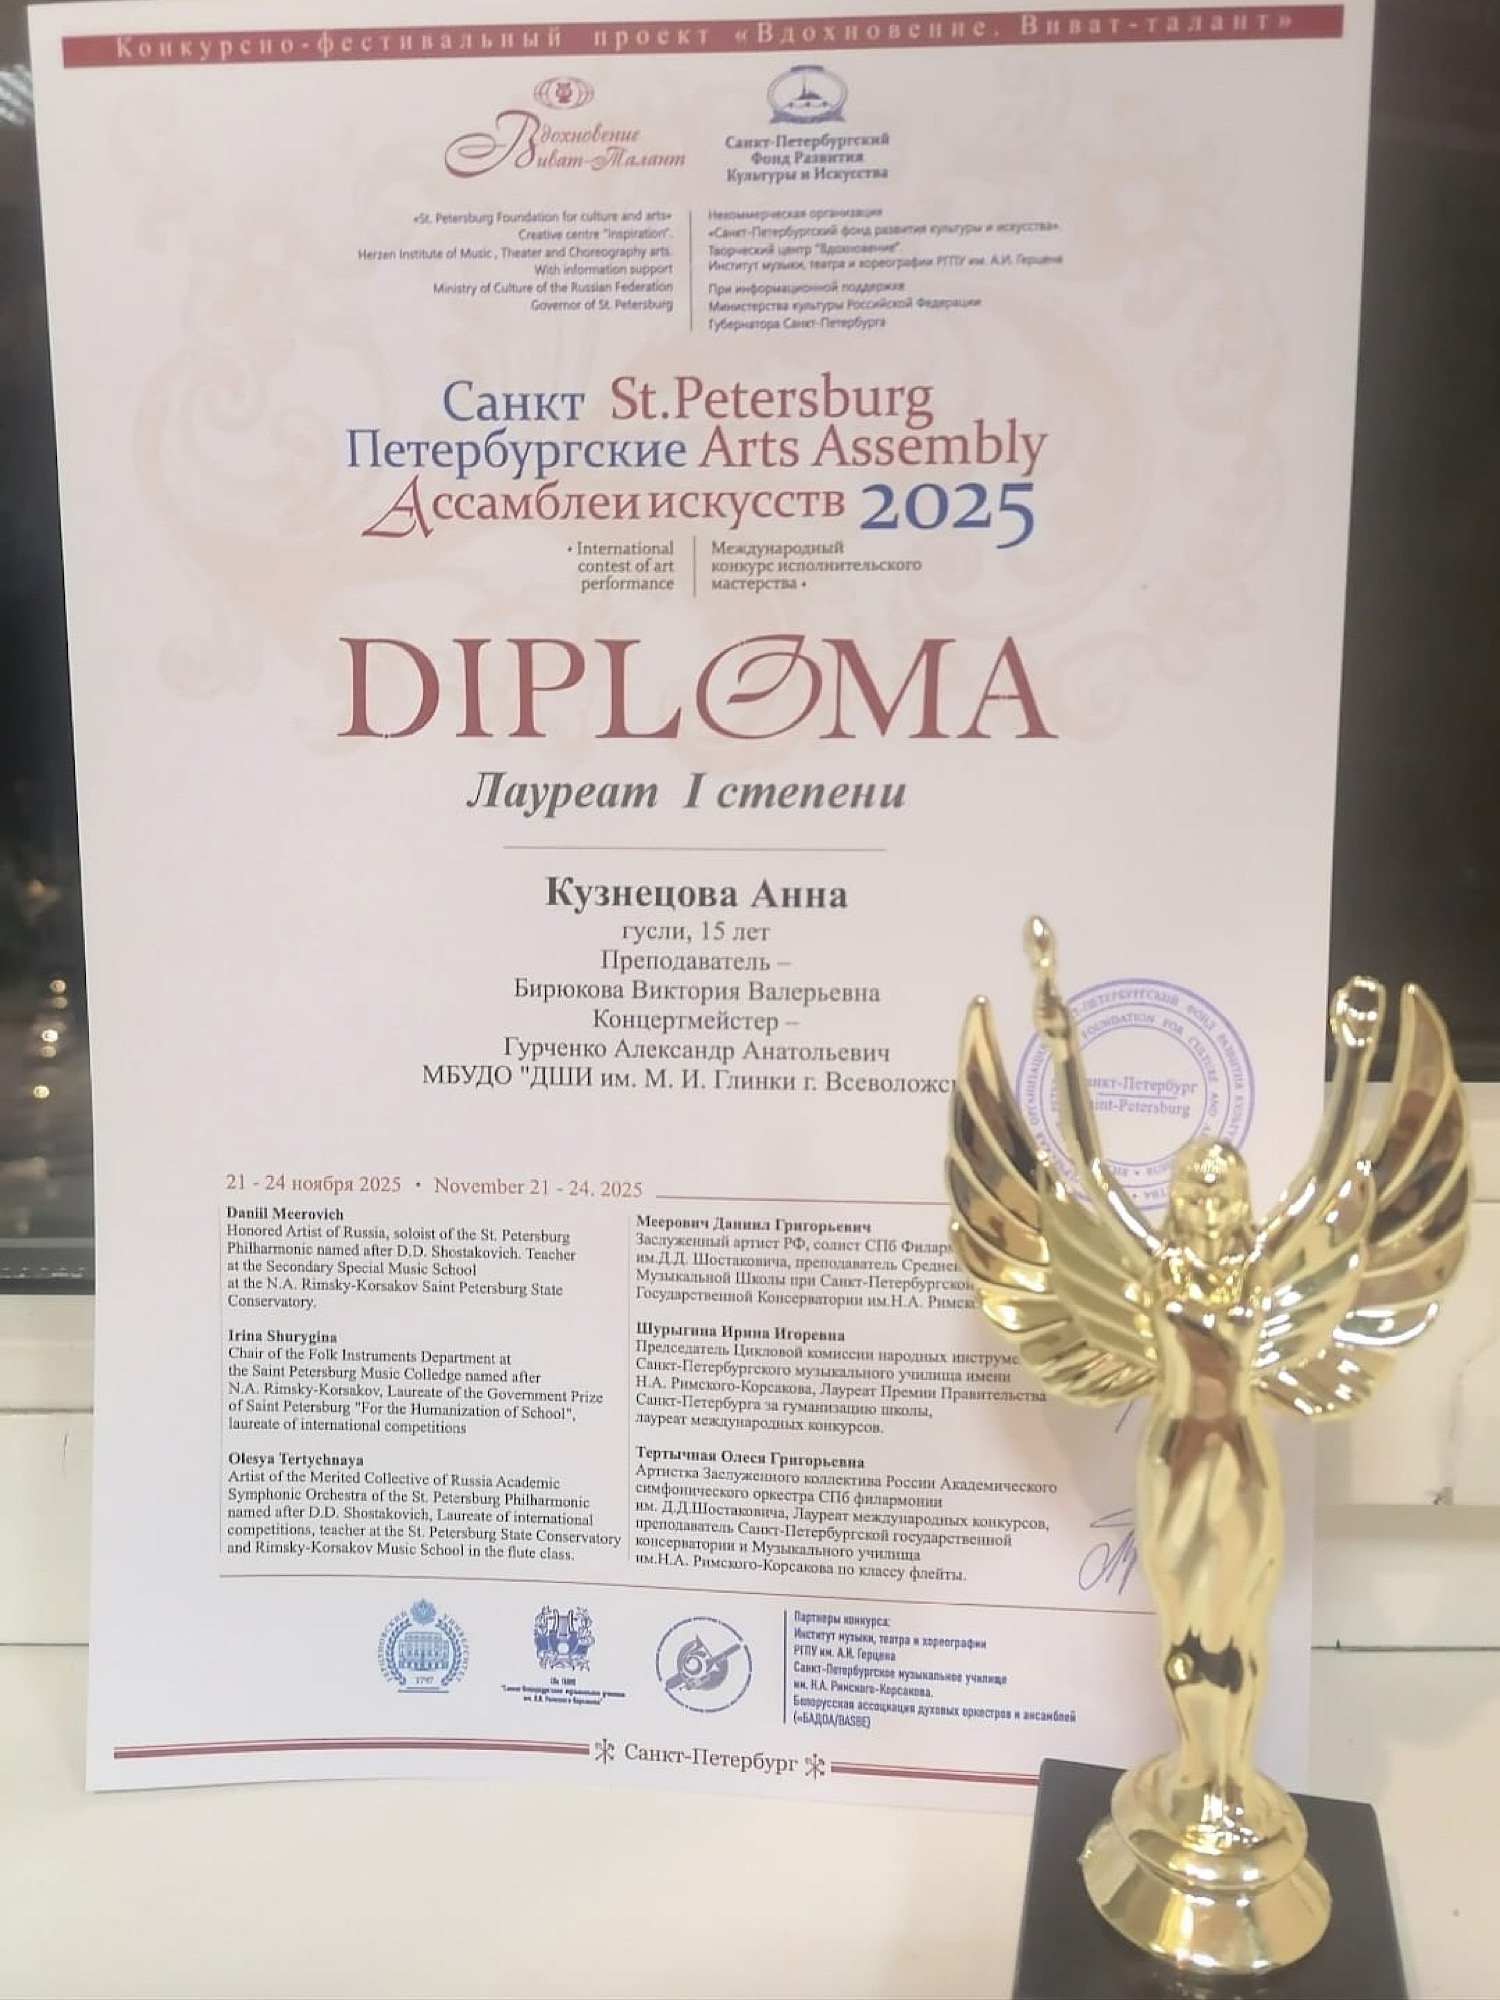 Конкурсно-фестивальный проект «Вдохновение. Виват-талант»
Вдохновение
Виват-Талант
Санкт-Петербургский
Фонд Развития
Культуры и Искусства
«St. Petersburg Foundation for culture and arts»
Creative centre "Inspiration".
Herzen Institute of Music, Theater and Choreography arts.
With information support
Ministry of Culture of the Russian Federation
Governor of St. Petersburg
Некоммерческая организация
«Санкт-Петербургский фонд развития культуры и искусства».
Творческий центр "Вдохновение".
Институт музыки, театра и хореографии РГПУ им. А.И. Герцена
При информационной поддержке
Министерства культуры Российской Федерации
Губернатора Санкт-Петербурга
Санкт St.Petersburg
Петербургские Arts Assembly
Ассамблеи искусств 2025
• International
contest of art
performance
Международный
конкурс исполнительского
мастерства •
DIPLOMA
Лауреат I степени
Кузнецова Анна
гусли, 15 лет
Преподаватель –
Бирюкова Виктория Валерьевна
Концертмейстер –
Гурченко Александр Анатольевич
МБУДО "ДШИ им. М. И. Глинки г. Всеволожс
21 - 24 ноября 2025 • November 21 - 24. 2025
Daniil Meerovich
Honored Artist of Russia, soloist of the St. Petersburg
Philharmonic named after D.D. Shostakovich. Teacher
at the Secondary Special Music School
at the N.A. Rimsky-Korsakov Saint Petersburg State
Conservatory.
Irina Shurygina
Chair of the Folk Instruments Department at
the Saint Petersburg Music Colledge named after
N.A. Rimsky-Korsakov, Laureate of the Government Prize
of Saint Petersburg "For the Humanization of School",
laureate of international competitions
Olesya Tertychnaya
Artist of the Merited Collective of Russia Academic
Symphonic Orchestra of the St. Petersburg Philharmonic
named after D.D. Shostakovich, Laureate of international
competitions, teacher at the St. Petersburg State Conservatory
and Rimsky-Korsakov Music School in the flute class.
Меерович Даниил Григорьевич
Заслуженный артист РФ, солист СПб Филар
им.Д.Д. Шостаковича, преподаватель Средне
Музыкальной Школы при Санкт-Петербургской
Государственной Консерватории им.Н.А. Римск
Шурыгина Ирина Игоревна
Председатель Цикловой комиссии народных инструме
Санкт-Петербургского музыкального училища имени
Н.А. Римского-Корсакова, Лауреат Премии Правительства
Санкт-Петербурга за гуманизацию школы,
лауреат международных конкурсов.
Тертычная Олеся Григорьевна
Артистка Заслуженного коллектива России Академического
симфонического оркестра СПб филармонии
им. Д.Д.Шостаковича, Лауреат международных конкурсов,
преподаватель Санкт-Петербургской государственной
консерватории и Музыкального училища
им.Н.А. Римского-Корсакова по классу флейты.
1797
Партнеры конкурса:
Институт музыки, театра и хореографии
РГПУ им. А.И. Герцена
Санкт-Петербургское музыкальное училище
им. Н.А. Римского-Корсакова.
Белорусская ассоциация духовых оркестров и ансамблей
(«БАДОА/BASBE)
Санкт-Петербург
нкт-Петербург
int-Petersburg